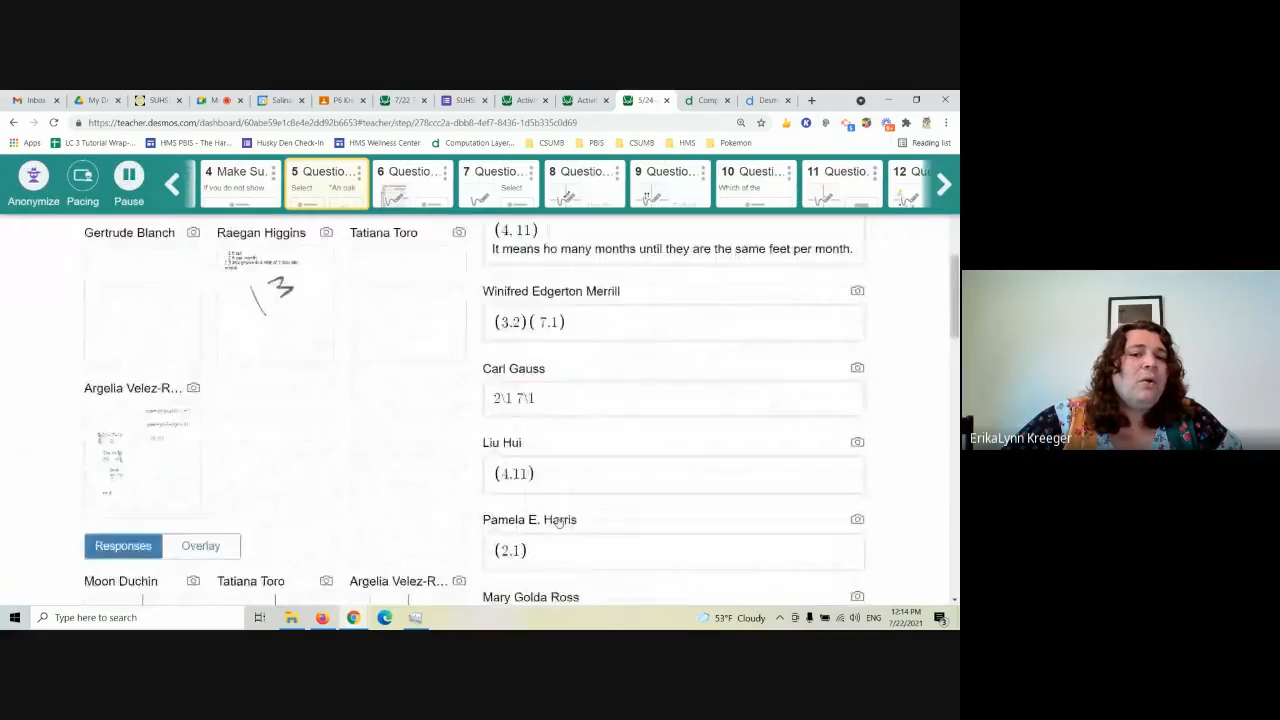 Inbox
My D
SUHS
M
Salina
P6 Kre
7/22
SUHS
Activi
Activi
5/24-
Comp
Desm
https://teacher.desmos.com/dashboard/60abe59e1c8e4e2dd92b6653#teacher/step/278ccc2a-dbb8-4ef7-8436-1d5b335c0d69
Apps
LC 3 Tutorial Wrap-...
HMS PBIS - The Har...
Husky Den Check-In
HMS Wellness Center
Computation Layer,...
CSUMB
PBIS
CSUMB
HMS
Pokemon
Reading list
Anonymize
Pacing
Pause
4 Make Su.
If you do not show
5 Questio...
Select "An oak
6 Questio...
7 Questio...
Select
8 Questio...
9 Questio...
10 Questi...
Which of the
11 Questi...
12 Qu
Gertrude Blanch
Raegan Higgins
Tatiana Toro
13
Argelia Velez-R...
Responses
Overlay
Moon Duchin
Tatiana Toro
Argelia Velez-R...
(4, 11)
It means ho many months until they are the same feet per month.
Winifred Edgerton Merrill
(3.2)( 7.1)
Carl Gauss
2\1 7\1
Liu Hui
(4.11)
Pamela E. Harris
(2.1)
Mary Golda Ross
Type here to search
53°F Cloudy
ENG
12:14 PM
7/22/2021
3
ErikaLynn Kreeger